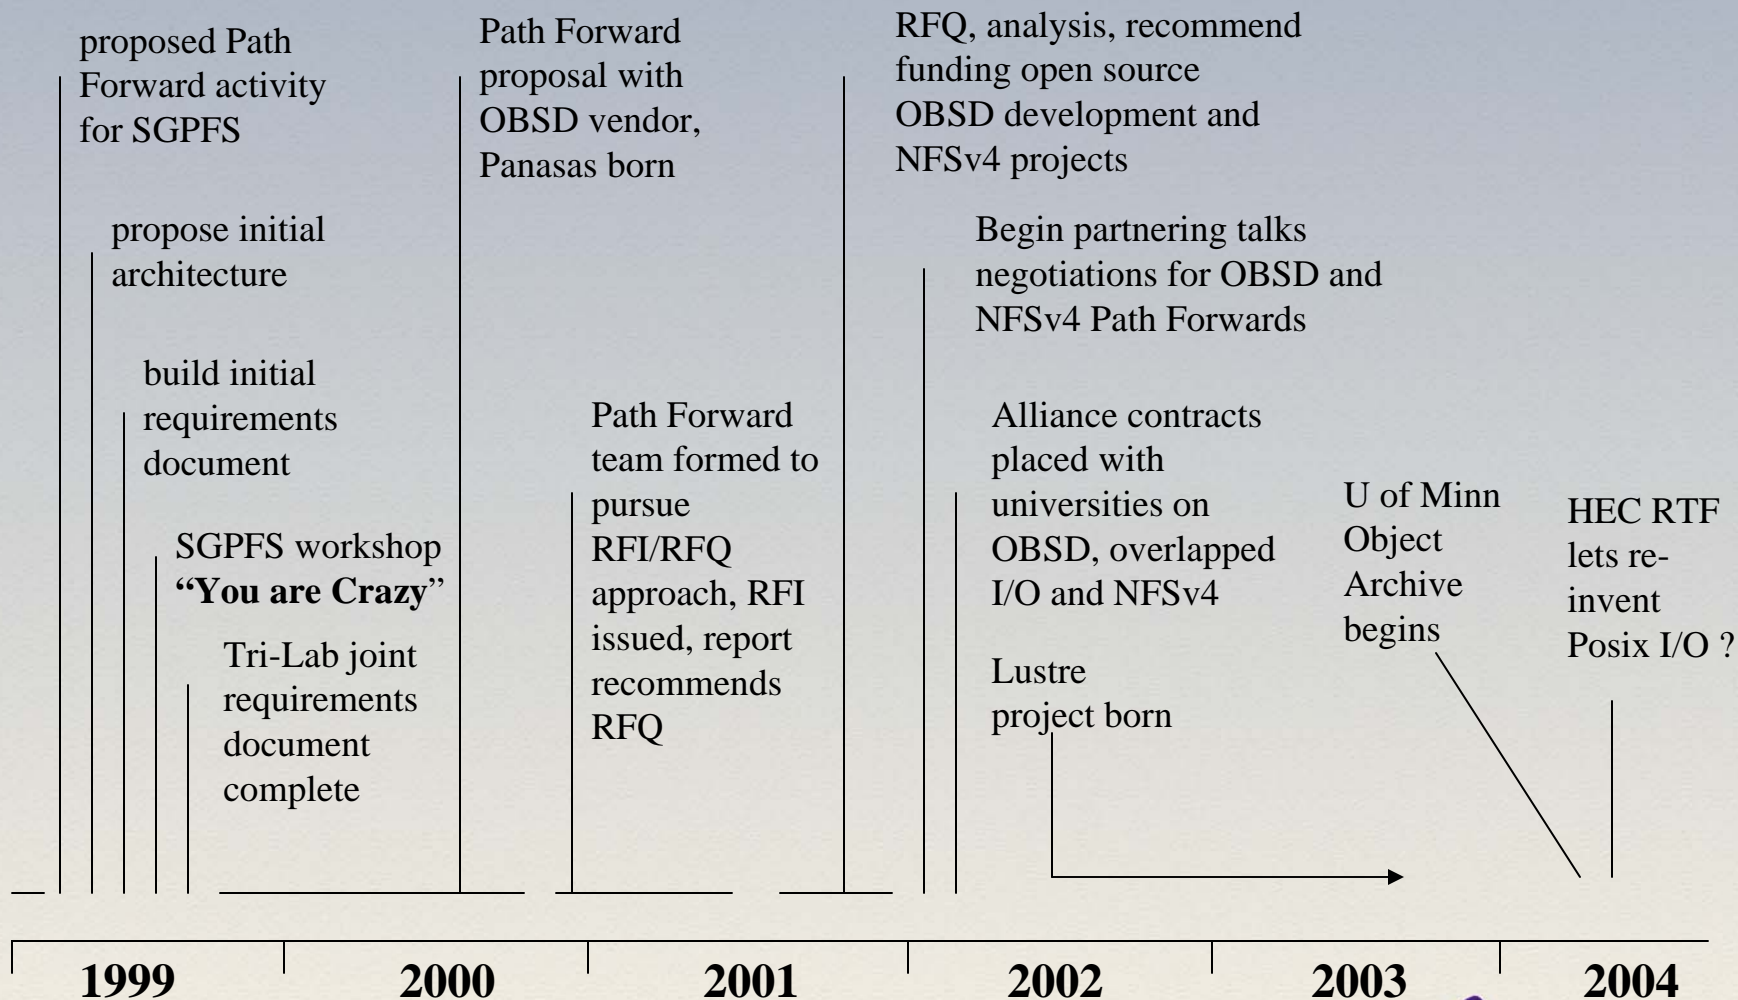 proposed Path
Forward activity
for SGPFS
propose initial
architecture
build initial
requirements
document
SGPFS workshop
“You are Crazy”
Tri-Lab joint
requirements
document
complete
Path Forward
proposal with
OBSD vendor,
Panasas born
Path Forward
team formed to
pursue
RFI/RFQ
approach, RFI
issued, report
recommends
RFQ
RFQ, analysis, recommend
funding open source
OBSD development and
NFSv4 projects
Begin partnering talks
negotiations for OBSD and
NFSv4 Path Forwards
Alliance contracts
placed with
universities on
OBSD, overlapped
I/O and NFSv4
Lustre
project born
U of Minn
Object
Archive
begins
HEC RTF
lets re-
invent
Posix I/O ?
1999
2000
2001
2002
2003
2004